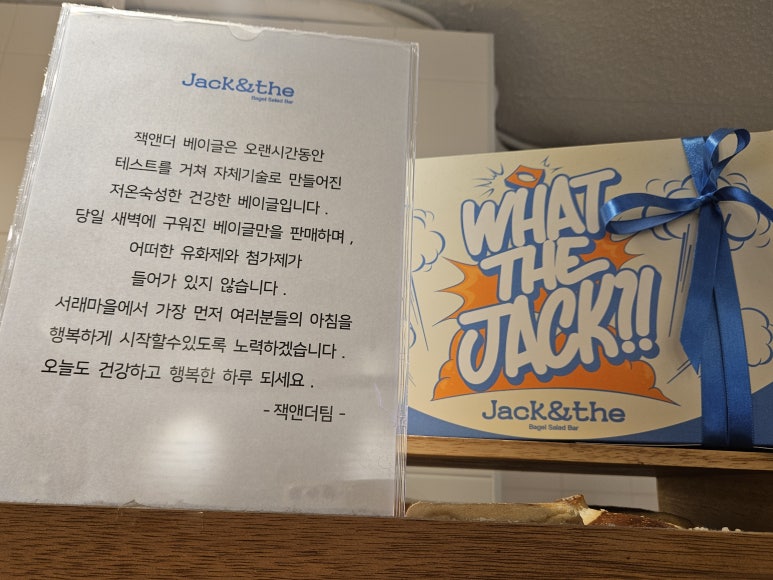 Jack&the
Bagel Salad Bar
잭앤더 베이글은 오랜시간동안
테스트를 거쳐 자체기술로 만들어진
저온숙성한 건강한 베이글입니다 .
당일 새벽에 구워진 베이글만을 판매하며 ,
어떠한 유화제와 첨가제가
들어가 있지 않습니다 .
서래마을에서 가장 먼저 여러분들의 아침을
행복하게 시작할수있도록 노력하겠습니다 .
오늘도 건강하고 행복한 하루 되세요 .
- 잭앤더팀 -
WHAT
THE
JACK?!!
Jack&the
Bagel Salad Bar